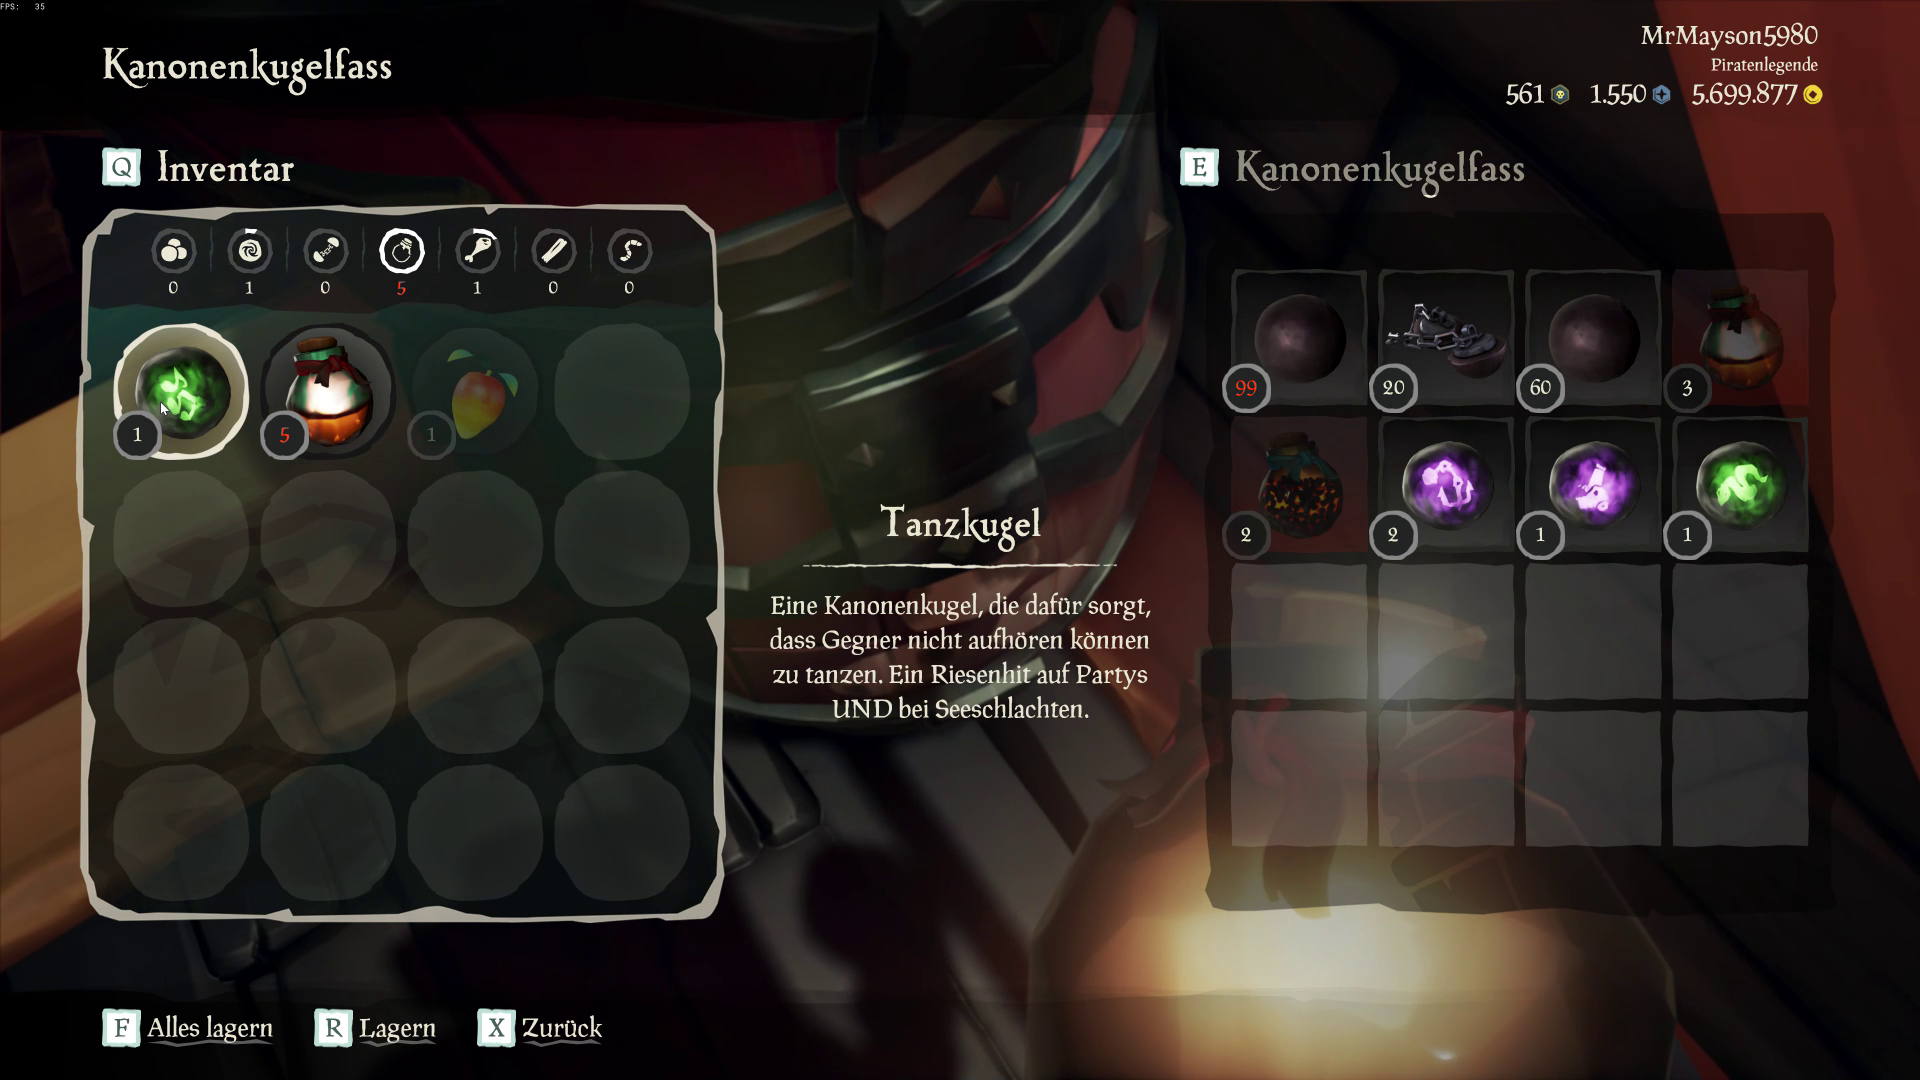 FPS: 35
Kanonenkugelfass
MrMayson5980
Piratenlegende
561 1.550 5.699.877
Q Inventar
E Kanonenkugelfass
0 1 0 5 1 0 0
1 5 1
99 20 60 3
2 2 1 1
Tanzkugel
Eine Kanonenkugel, die dafür sorgt,
dass Gegner nicht aufhören können
zu tanzen. Ein Riesenhit auf Partys
UND bei Seeschlachten.
F Alles lagern R Lagern X Zurück